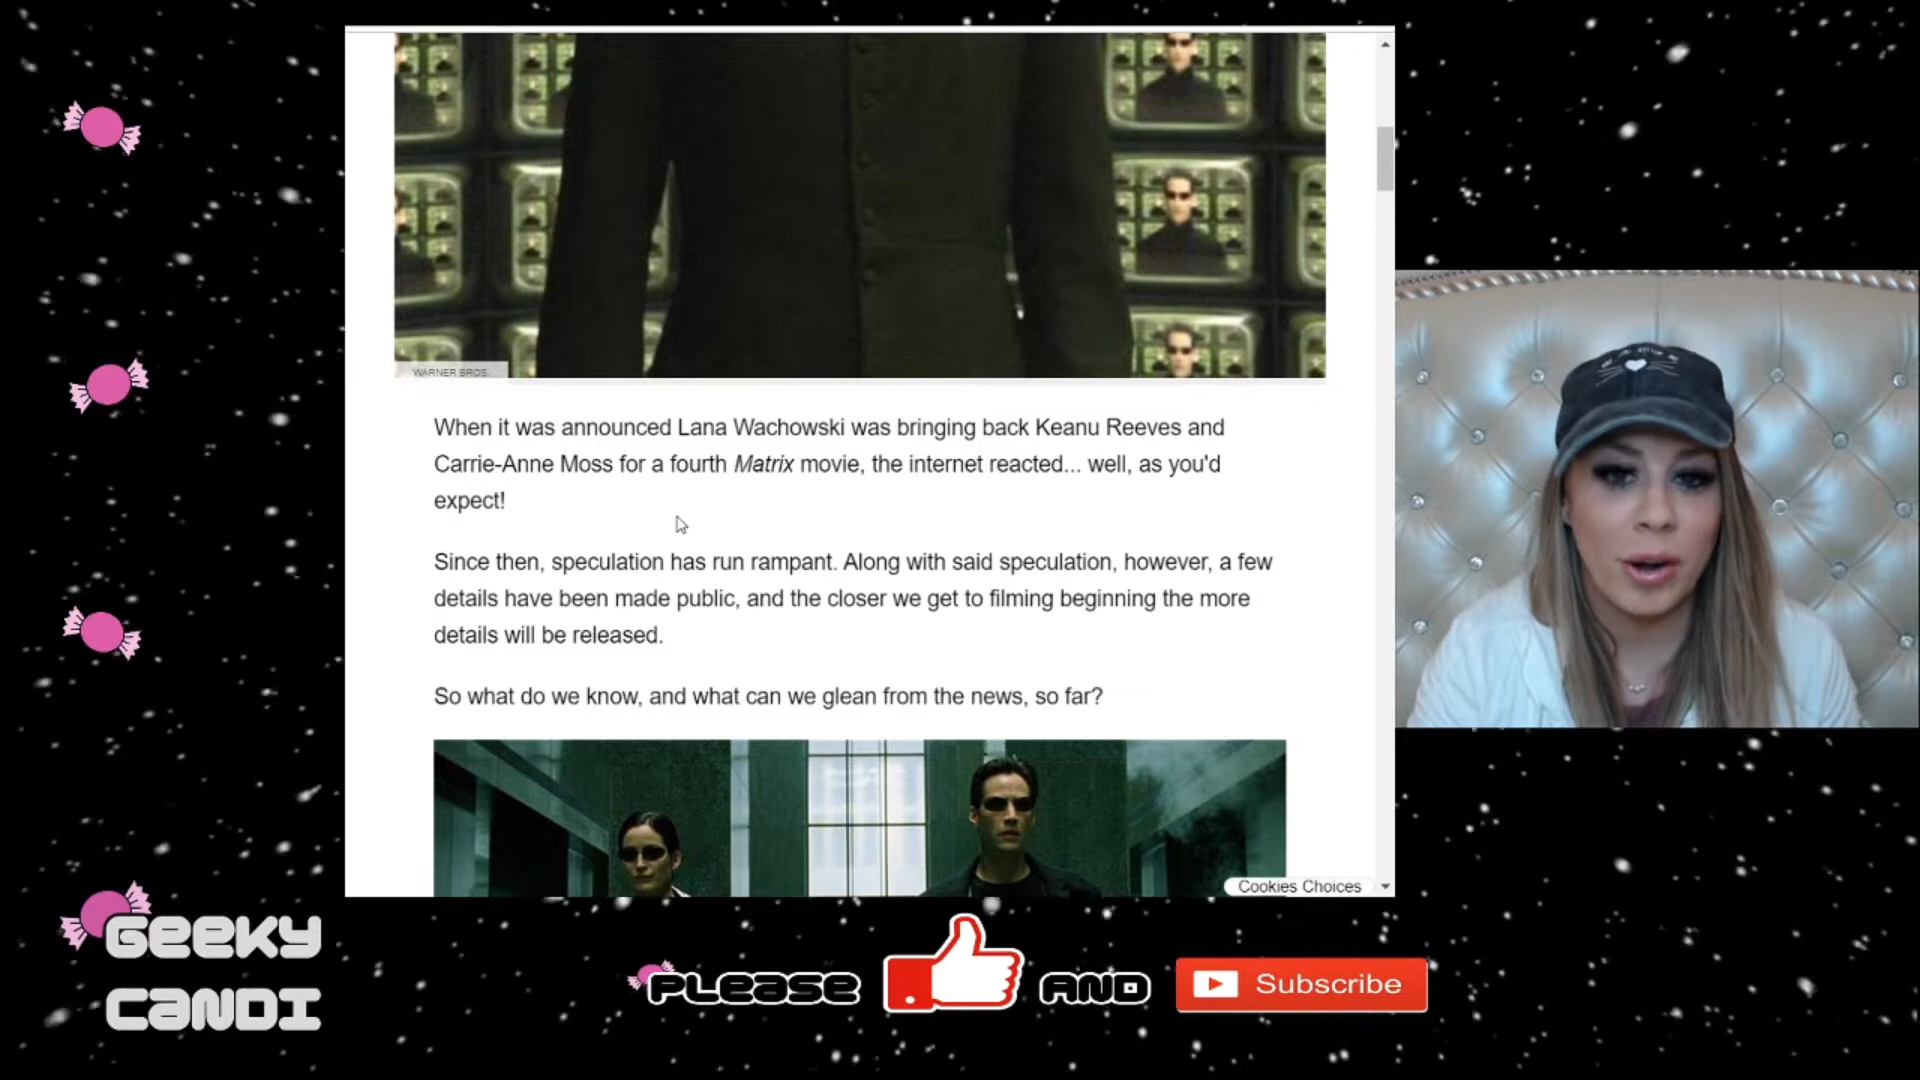 WARNER BROS.
When it was announced Lana Wachowski was bringing back Keanu Reeves and
Carrie-Anne Moss for a fourth Matrix movie, the internet reacted... well, as you'd
expect!
Since then, speculation has run rampant. Along with said speculation, however, a few
details have been made public, and the closer we get to filming beginning the more
details will be released.
So what do we know, and what can we glean from the news, so far?
Cookies Choices
GEEKY
CANDI
PLEASE AND Subscribe